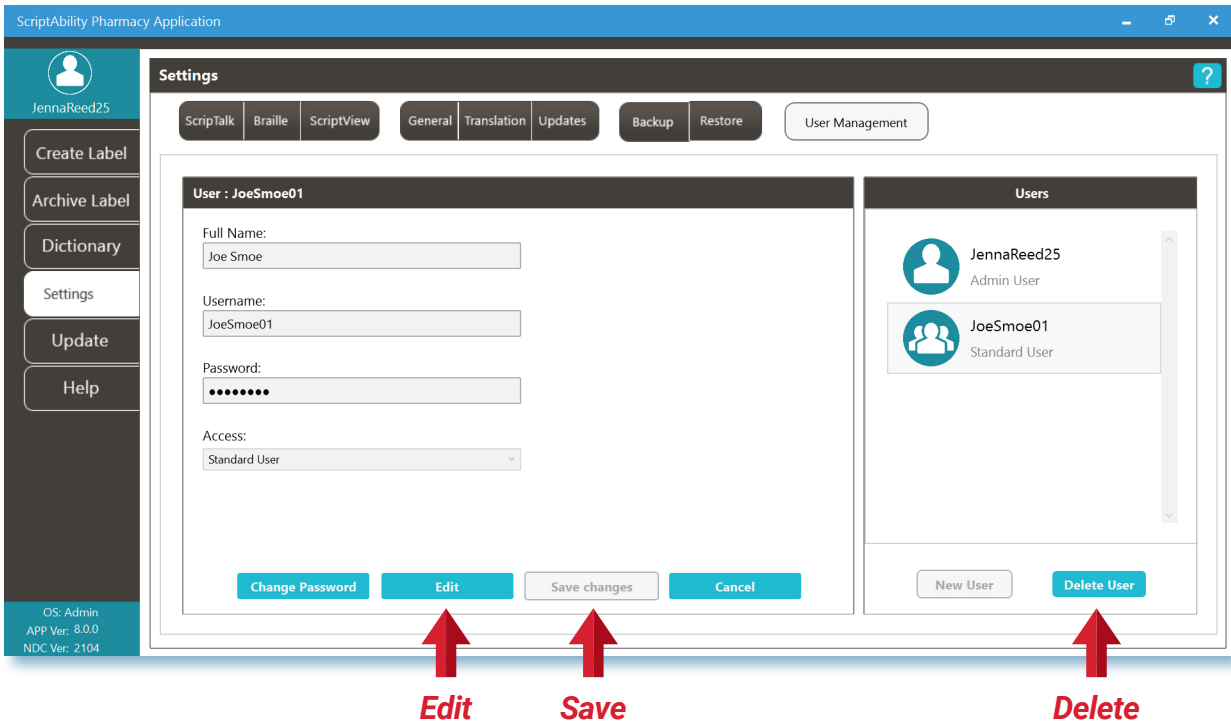 ScriptAbility Pharmacy Application
JennaReed25
Create Label
Archive Label
Dictionary
Settings
Update
Help
OS: Admin
APP Ver: 8.0.0
NDC Ver: 2104
Settings
?
ScripTalk Braille ScriptView General Translation Updates Backup Restore User Management
User : JoeSmoe01
Full Name:
Joe Smoe
Username:
JoeSmoe01
Password:
●●●●●●●●
Access:
Standard User
Change Password Edit Save changes Cancel
Users
JennaReed25
Admin User
JoeSmoe01
Standard User
New User Delete User
Edit Save Delete